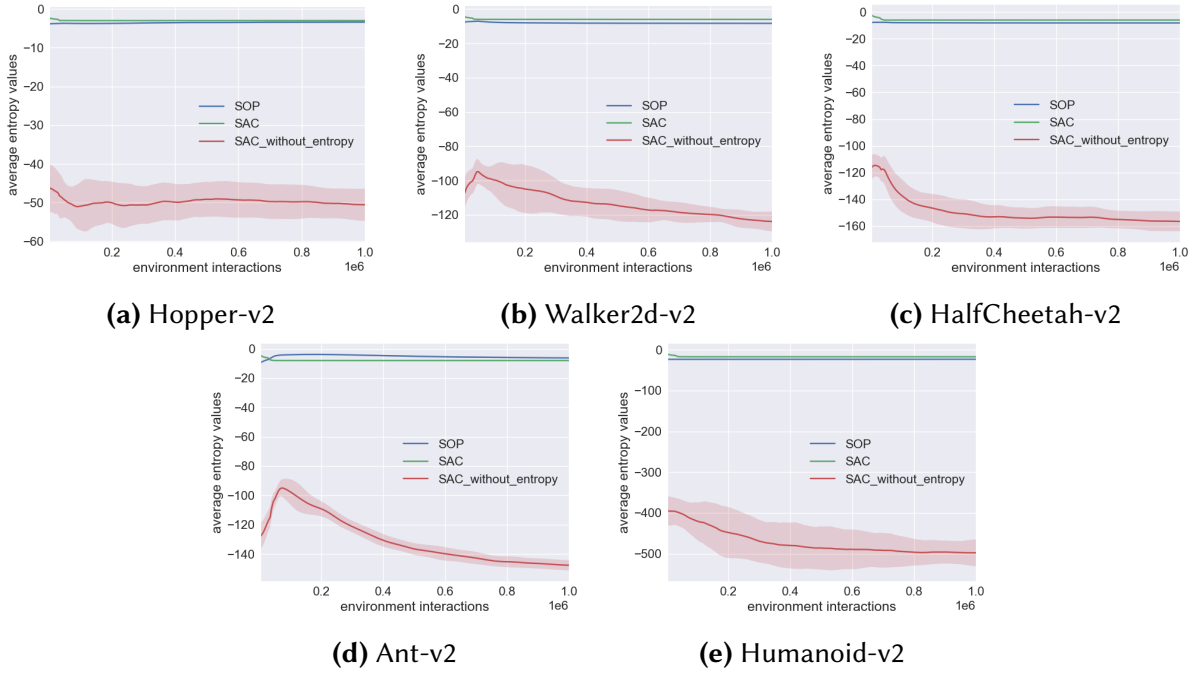 0
−10
−20
−30
−40
−50
−60
average entropy values
SOP
SAC
SAC_without_entropy
0.2 0.4 0.6 0.8 1.0
environment interactions 1e6
(a) Hopper-v2
0
−20
−40
−60
−80
−100
−120
average entropy values
SOP
SAC
SAC_without_entropy
0.2 0.4 0.6 0.8 1.0
environment interactions 1e6
(b) Walker2d-v2
0
−20
−40
−60
−80
−100
−120
−140
−160
average entropy values
SOP
SAC
SAC_without_entropy
0.2 0.4 0.6 0.8 1.0
environment interactions 1e6
(c) HalfCheetah-v2
0
−20
−40
−60
−80
−100
−120
−140
average entropy values
SOP
SAC
SAC_without_entropy
0.2 0.4 0.6 0.8 1.0
environment interactions 1e6
(d) Ant-v2
0
−100
−200
−300
−400
−500
average entropy values
SOP
SAC
SAC_without_entropy
0.2 0.4 0.6 0.8 1.0
environment interactions 1e6
(e) Humanoid-v2